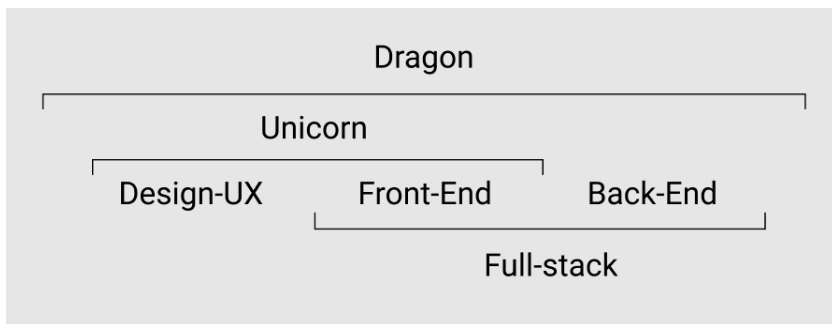 Dragon
Unicorn
Design-UX Front-End Back-End
Full-stack